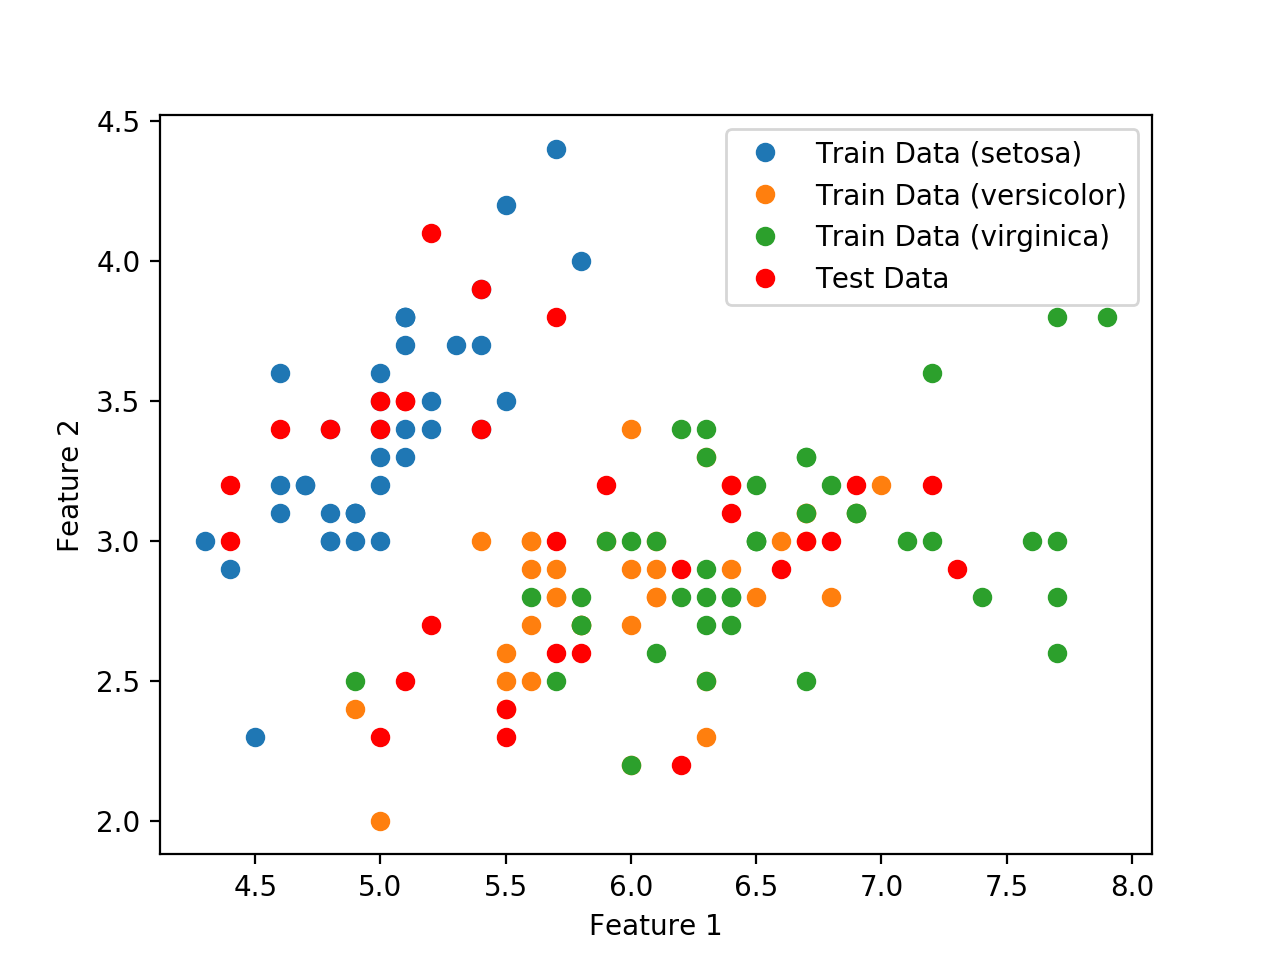 4.5
4.0
3.5
3.0
2.5
2.0
Feature 2
Train Data (setosa)
Train Data (versicolor)
Train Data (virginica)
Test Data
4.5 5.0 5.5 6.0 6.5 7.0 7.5 8.0
Feature 1